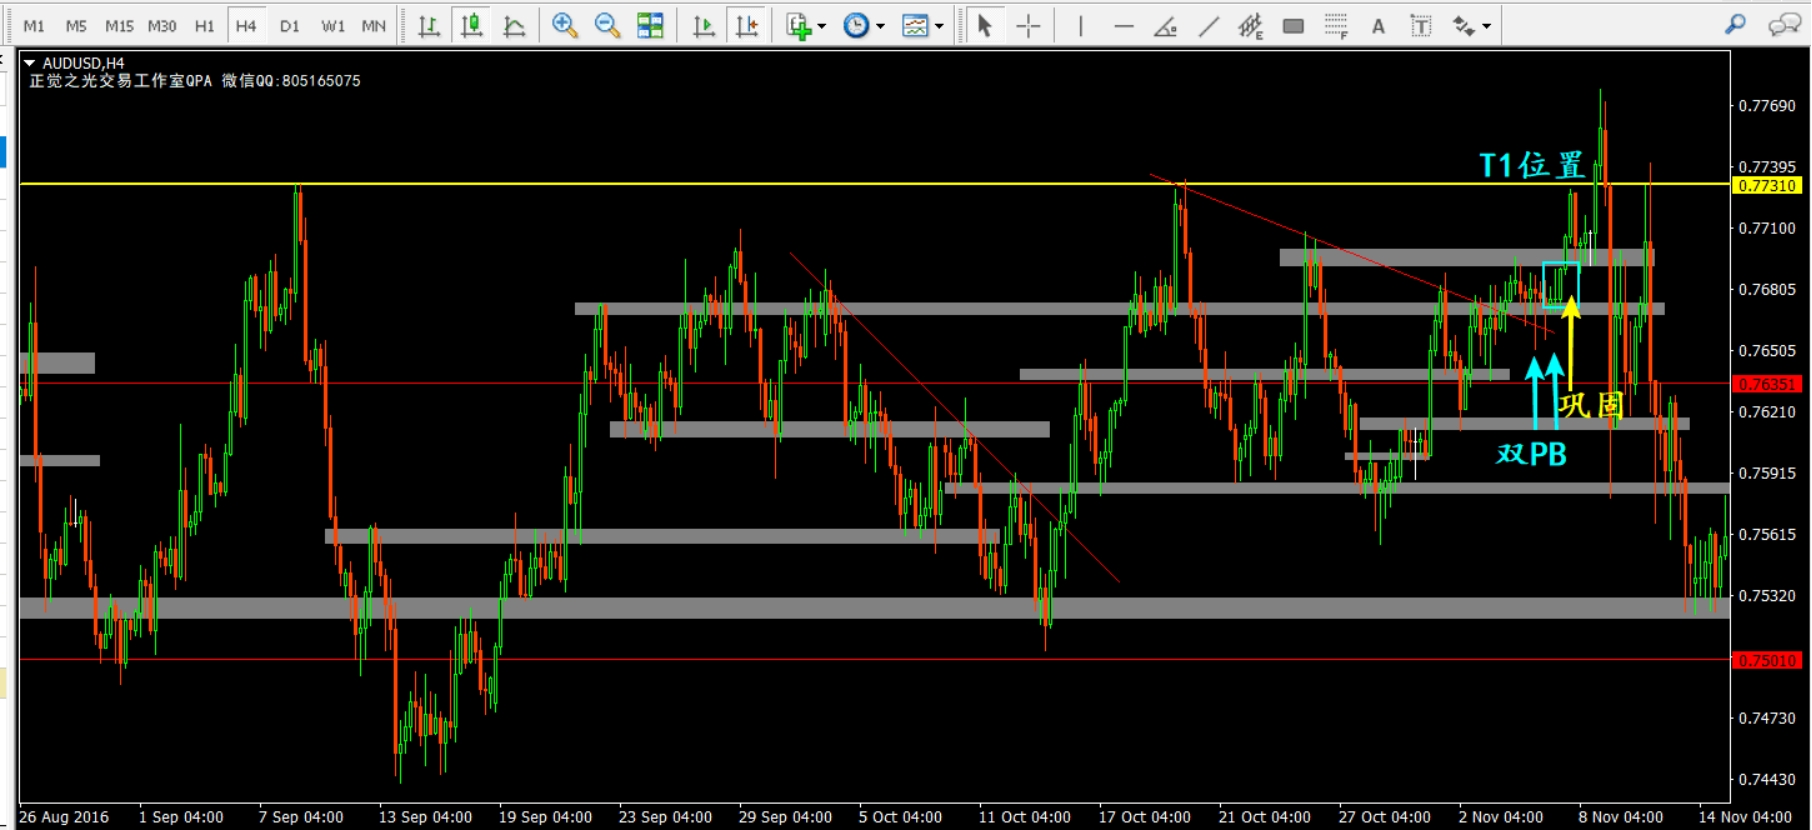 M1 M5 M15 M30 H1 H4 D1 W1 MN
AUDUSD,H4
正觉之光交易工作室QPA 微信QQ:805165075
0.77690
T1位置
0.77395
0.77310
0.77100
0.76805
0.76505
0.76351
巩固
0.76210
双PB
0.75915
0.75615
0.75320
0.75010
0.74730
0.74430
26 Aug 2016 1 Sep 04:00 7 Sep 04:00 13 Sep 04:00 19 Sep 04:00 23 Sep 04:00 29 Sep 04:00 5 Oct 04:00 11 Oct 04:00 17 Oct 04:00 21 Oct 04:00 27 Oct 04:00 2 Nov 04:00 8 Nov 04:00 14 Nov 04:00